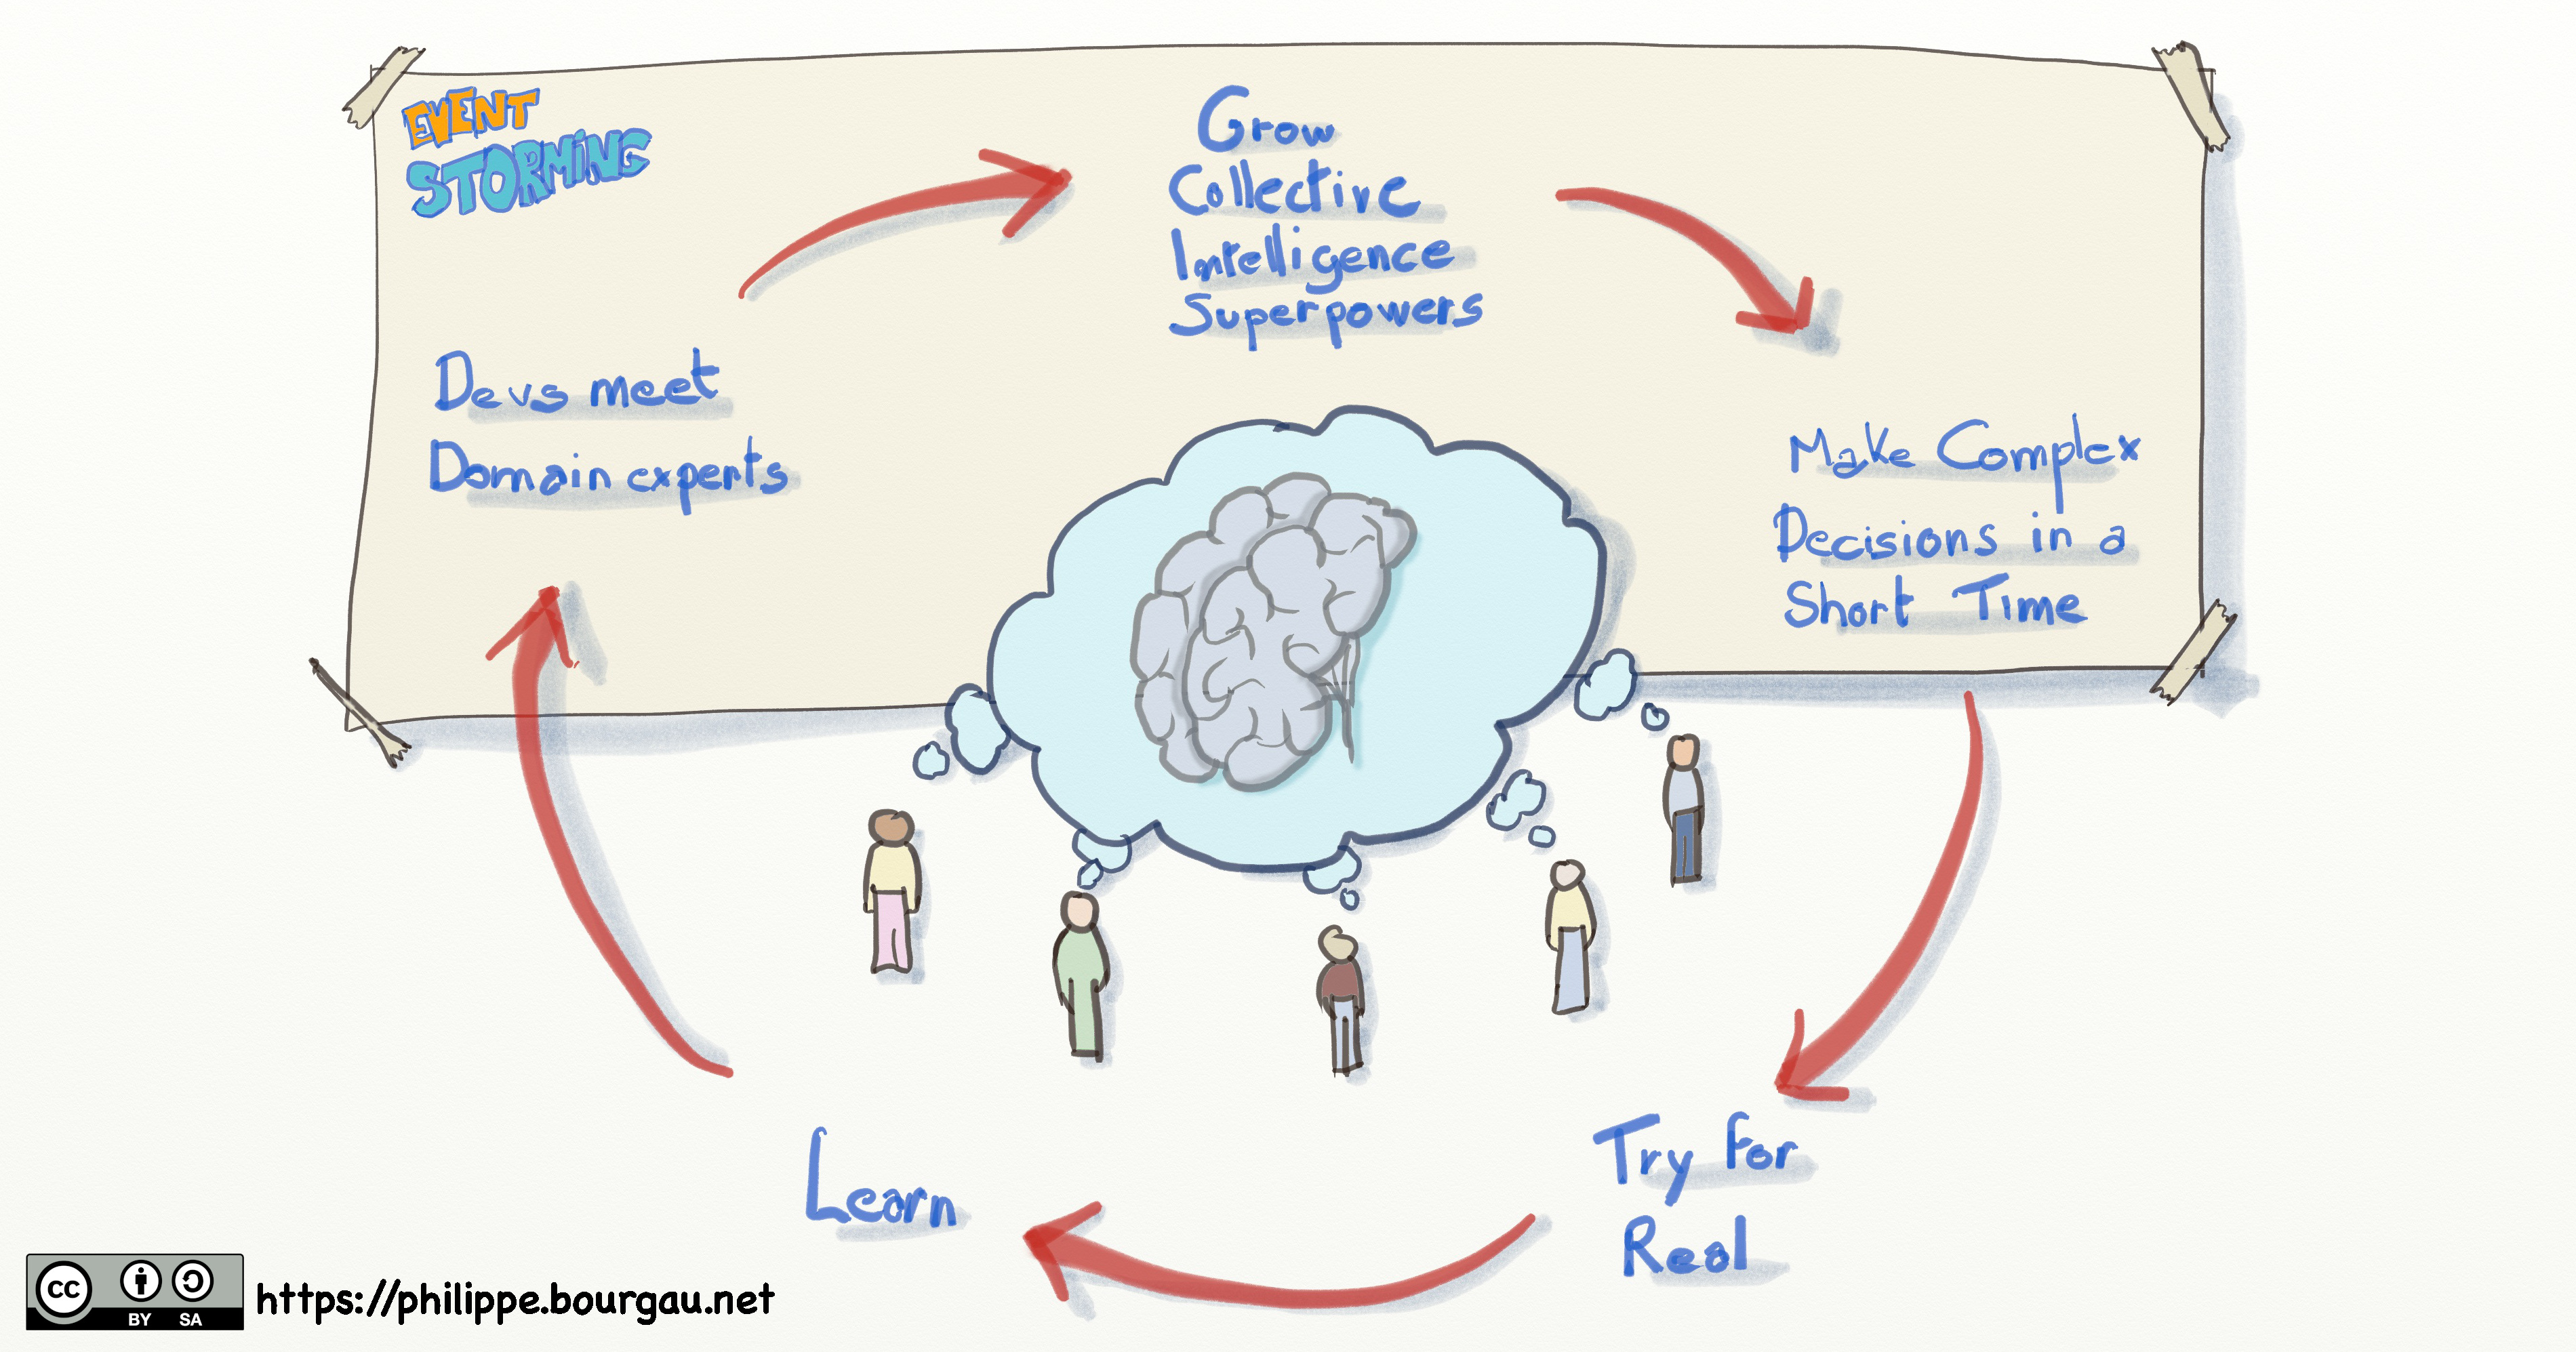 EVENT
STORMING
Grow
Collective
Intelligence
Superpowers
Devs meet
Domain experts
Make Complex
Decisions in a
Short Time
Try for
Real
Learn
cc
BY SA
https://philippe.bourgau.net